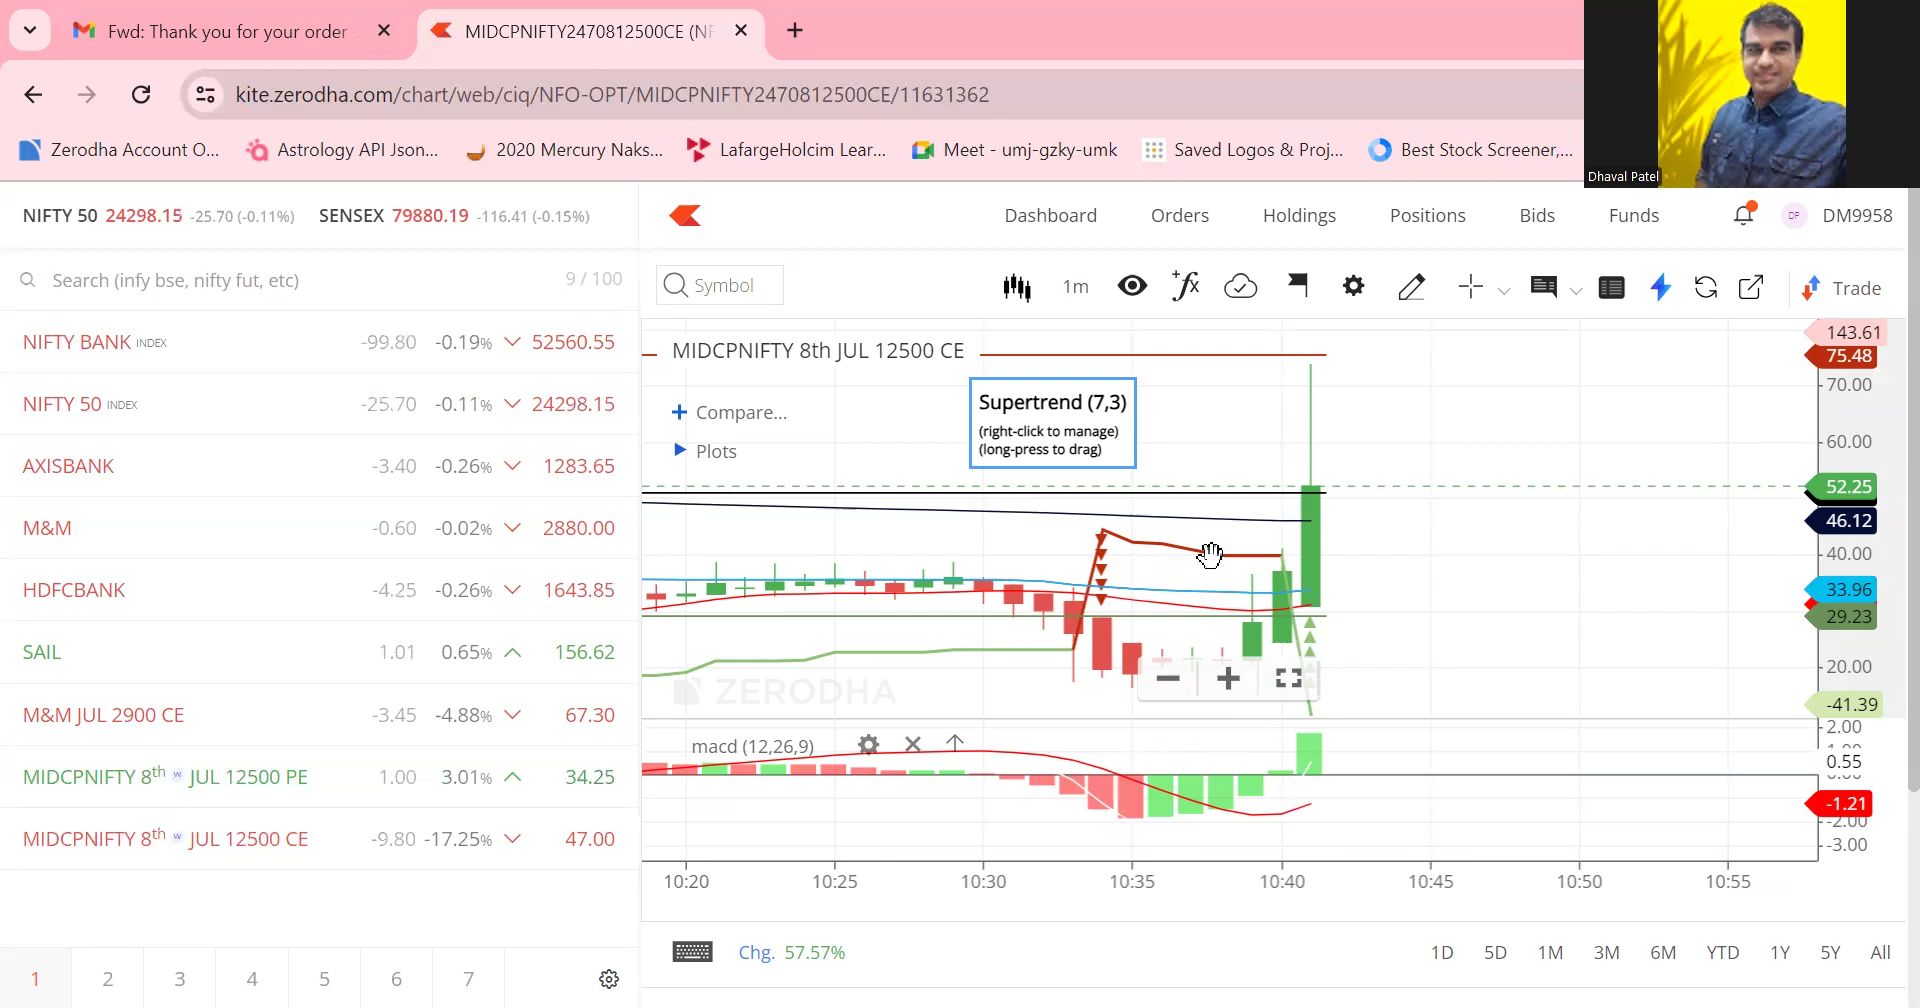 Fwd: Thank you for your order
MIDCPNIFTY2470812500CE (NF
kite.zerodha.com/chart/web/ciq/NFO-OPT/MIDCPNIFTY2470812500CE/11631362
Zerodha Account O...
Astrology API Json...
2020 Mercury Naks...
LafargeHolcim Lear...
Meet - umj-gzky-umk
Saved Logos & Proj...
Best Stock Screener,...
Dhaval Patel
NIFTY 50 24298.15 -25.70 (-0.11%) SENSEX 79880.19 -116.41 (-0.15%)
Dashboard Orders Holdings Positions Bids Funds DP DM9958
Search (infy bse, nifty fut, etc) 9 / 100
NIFTY BANK INDEX -99.80 -0.19% 52560.55
NIFTY 50 INDEX -25.70 -0.11% 24298.15
AXISBANK -3.40 -0.26% 1283.65
M&M -0.60 -0.02% 2880.00
HDFCBANK -4.25 -0.26% 1643.85
SAIL 1.01 0.65% 156.62
M&M JUL 2900 CE -3.45 -4.88% 67.30
MIDCPNIFTY 8th w JUL 12500 PE 1.00 3.01% 34.25
MIDCPNIFTY 8th w JUL 12500 CE -9.80 -17.25% 47.00
1 2 3 4 5 6 7
Symbol 1m Trade
MIDCPNIFTY 8th JUL 12500 CE
Compare...
Plots
Supertrend (7,3)
(right-click to manage)
(long-press to drag)
143.61
75.48
70.00
60.00
52.25
46.12
40.00
33.96
29.23
20.00
-41.39
ZERODHA
macd (12,26,9)
2.00
0.55
-1.21
-2.00
-3.00
10:20 10:25 10:30 10:35 10:40 10:45 10:50 10:55
Chg. 57.57%
1D 5D 1M 3M 6M YTD 1Y 5Y All